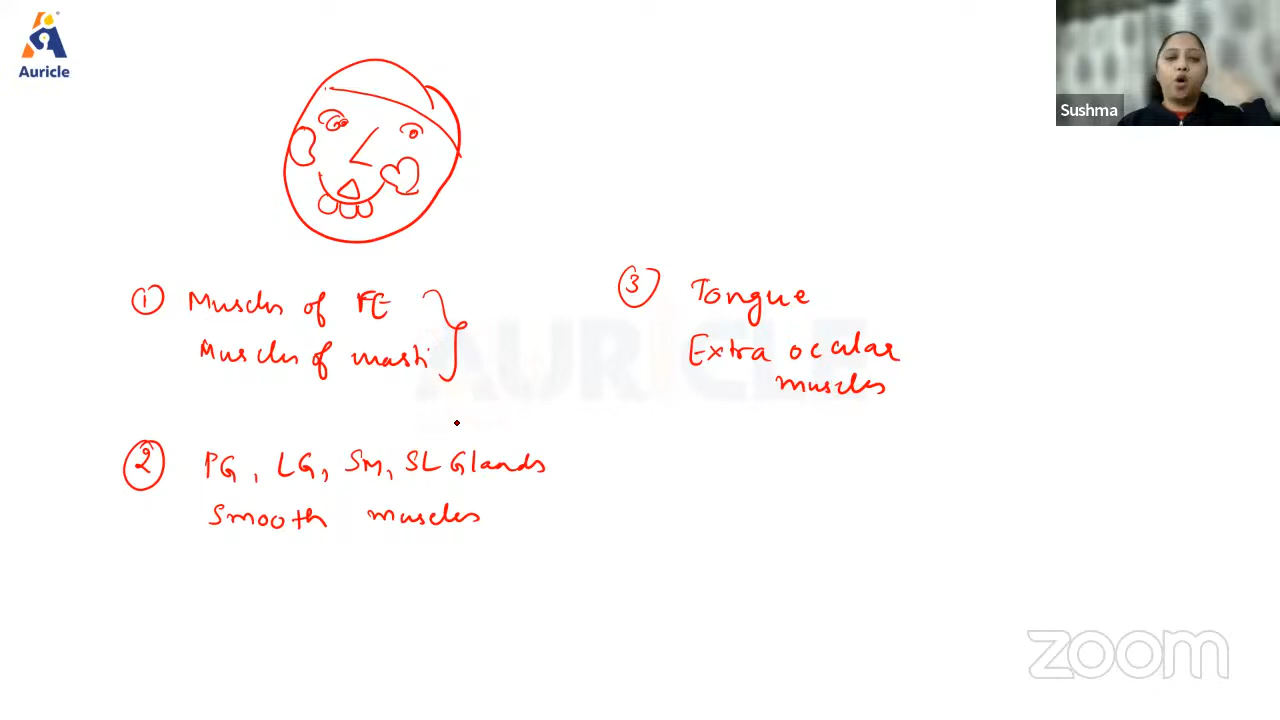 Auricle
Sushma
① Muscles of FE
Muscles of masti
② PG, LG, SM, SL Glands
Smooth muscles
③ Tongue
Extra ocular
muscles
AURICLE
zoom